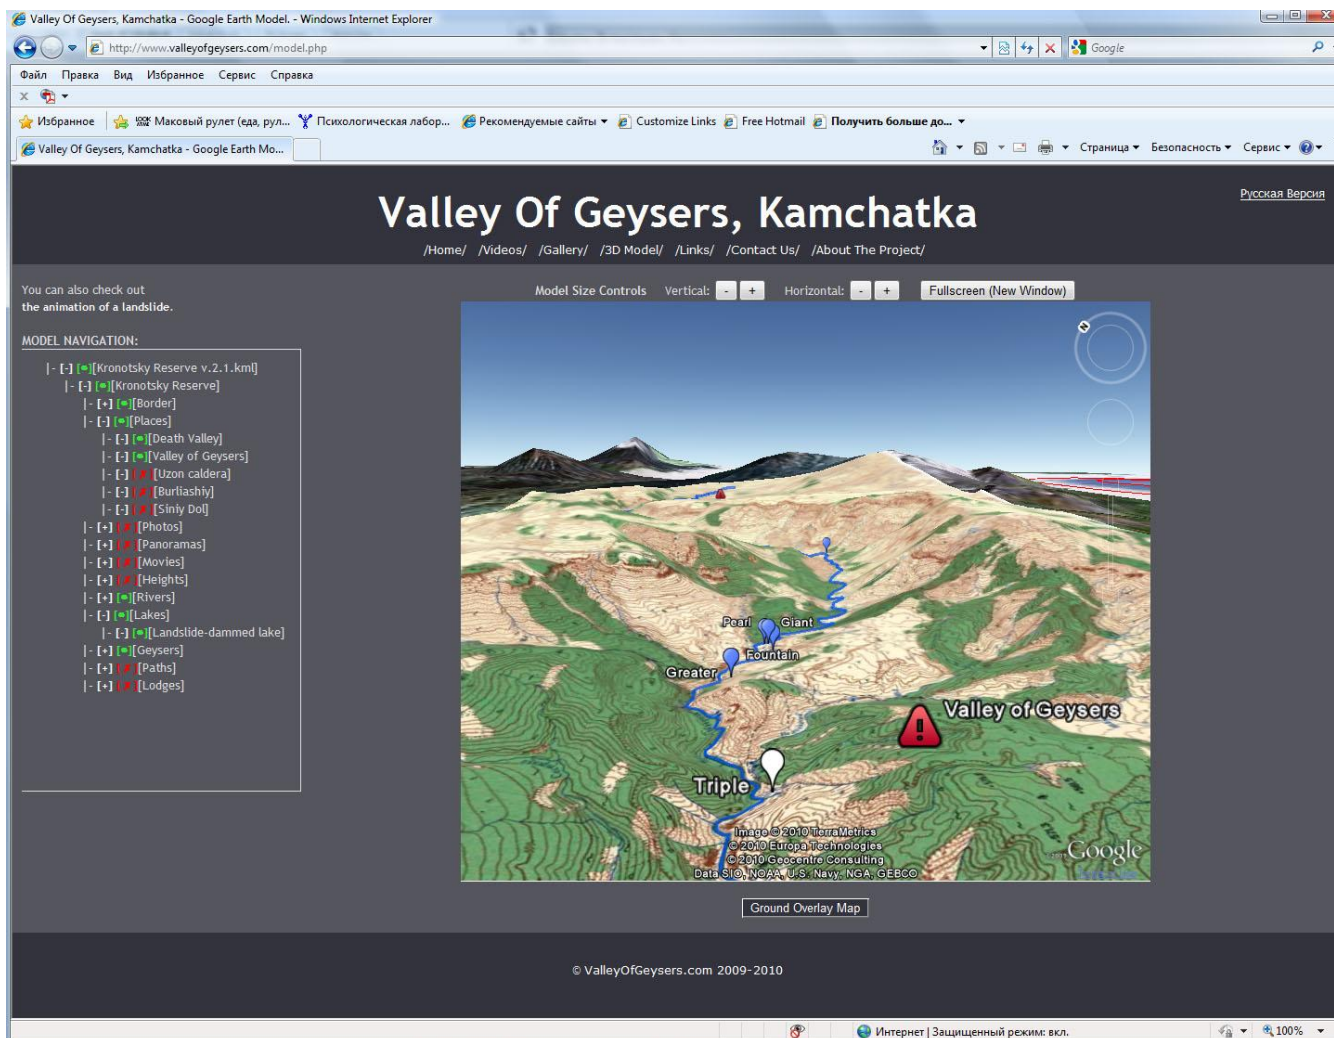 Valley Of Geysers, Kamchatka - Google Earth Model. - Windows Internet Explorer
http://www.valleyofgeysers.com/model.php
Google
Файл Правка Вид Избранное Сервис Справка
x
Избранное Маковый рулет (еда, рул... Психологическая лабор... Рекомендуемые сайты Customize Links Free Hotmail Получить больше до...
Valley Of Geysers, Kamchatka - Google Earth Mo... Страница Безопасность Сервис
Русская Версия
Valley Of Geysers, Kamchatka
/Home/ /Videos/ /Gallery/ /3D Model/ /Links/ /Contact Us/ /About The Project/
You can also check out
the animation of a landslide.
MODEL NAVIGATION:
|- [-] [Kronotsky Reserve v.2.1.kml]
|- [-] [Kronotsky Reserve]
|- [+] [Border]
|- [-] [Places]
|- [-] [Death Valley]
|- [-] [Valley of Geysers]
|- [-] [Uzon caldera]
|- [-] [Burliashiy]
|- [-] [Siniy Dol]
|- [+] [Photos]
|- [+] [Panoramas]
|- [+] [Movies]
|- [+] [Heights]
|- [+] [Rivers]
|- [-] [Lakes]
|- [-] [Landslide-dammed lake]
|- [+] [Geysers]
|- [+] [Paths]
|- [+] [Lodges]
Model Size Controls Vertical: - + Horizontal: - + Fullscreen (New Window)
Pearl Giant
Fountain
Greater
Valley of Geysers
Triple
Image © 2010 TerraMetrics
© 2010 Europa Technologies
© 2010 Geocentre Consulting
Data SIO, NOAA, U.S. Navy, NGA, GEBCO
Google
Ground Overlay Map
© ValleyOfGeysers.com 2009-2010
Интернет | Защищенный режим: вкл.
100%